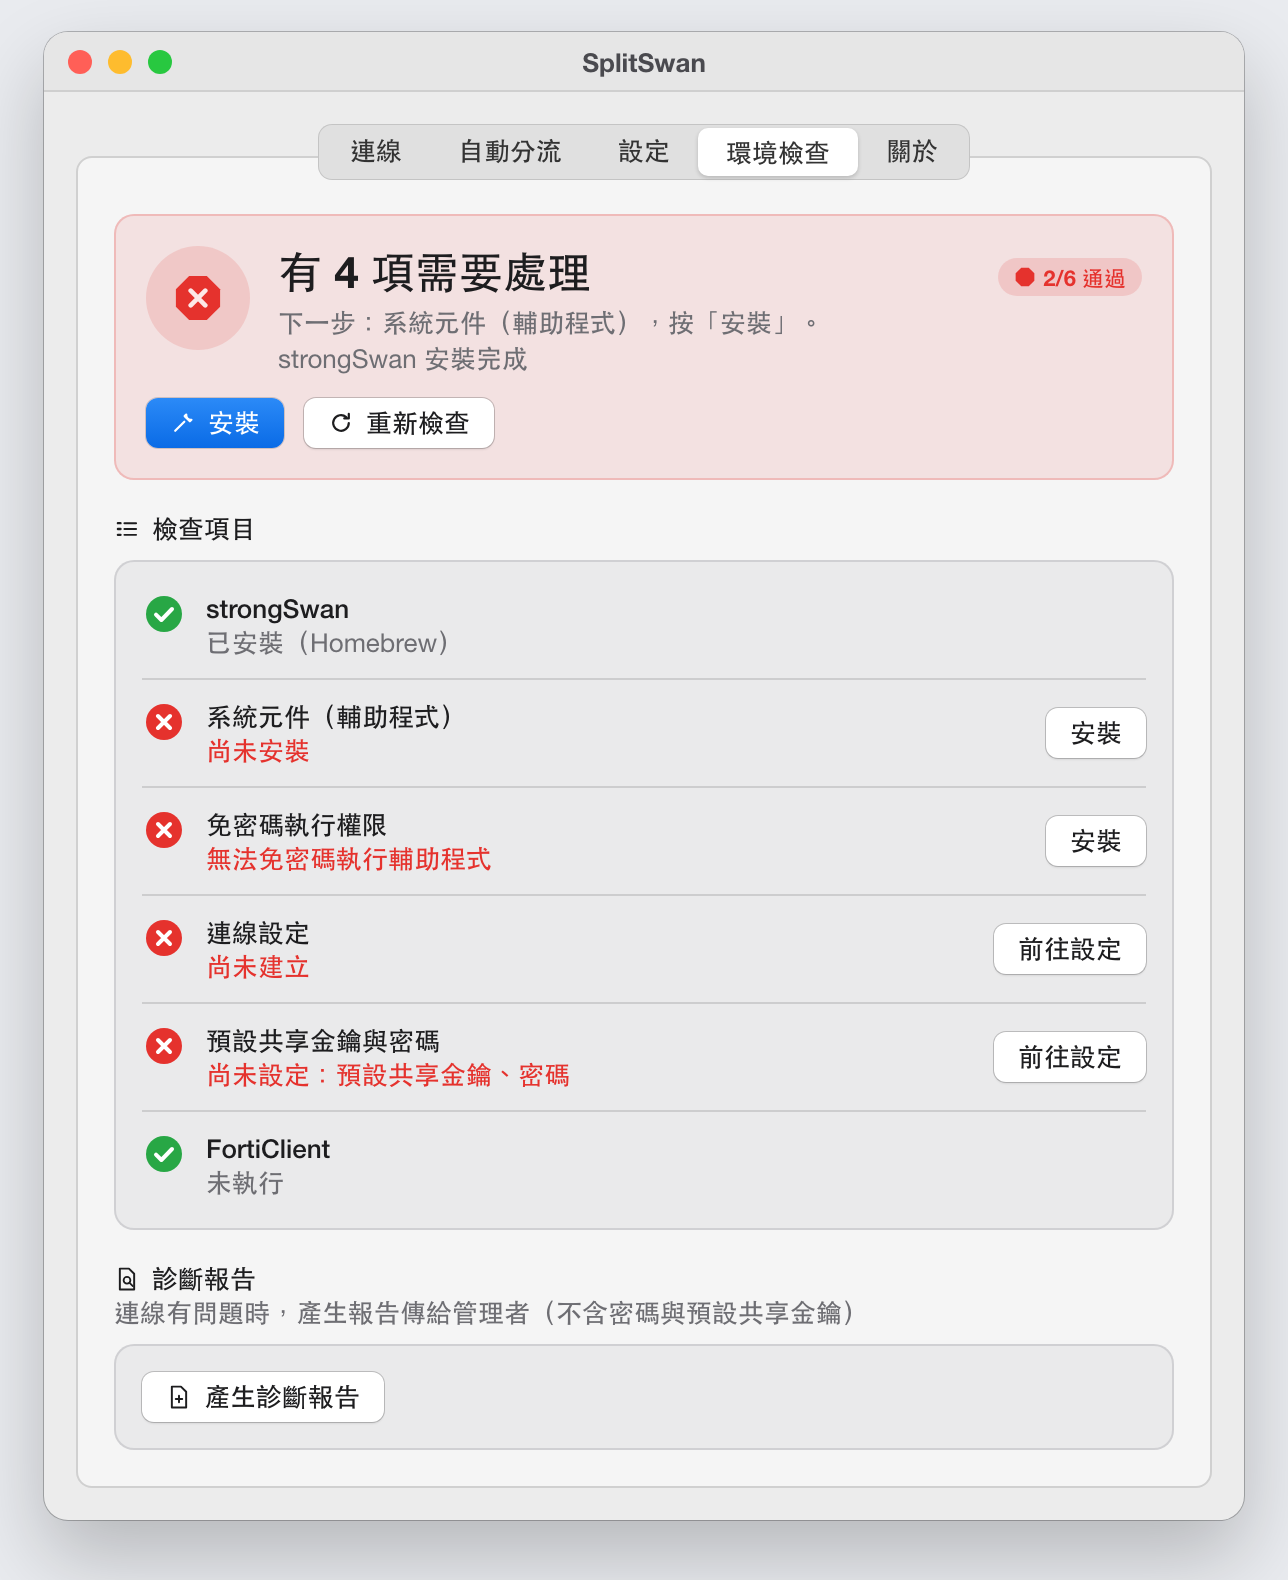 SplitSwan
連線 自動分流 設定 環境檢查 關於
有 4 項需要處理
2/6 通過
下一步：系統元件（輔助程式），按「安裝」。
strongSwan 安裝完成
安裝 重新檢查
檢查項目
strongSwan
已安裝（Homebrew）
系統元件（輔助程式）
尚未安裝
安裝
免密碼執行權限
無法免密碼執行輔助程式
安裝
連線設定
尚未建立
前往設定
預設共享金鑰與密碼
尚未設定：預設共享金鑰、密碼
前往設定
FortiClient
未執行
診斷報告
連線有問題時，產生報告傳給管理者（不含密碼與預設共享金鑰）
產生診斷報告